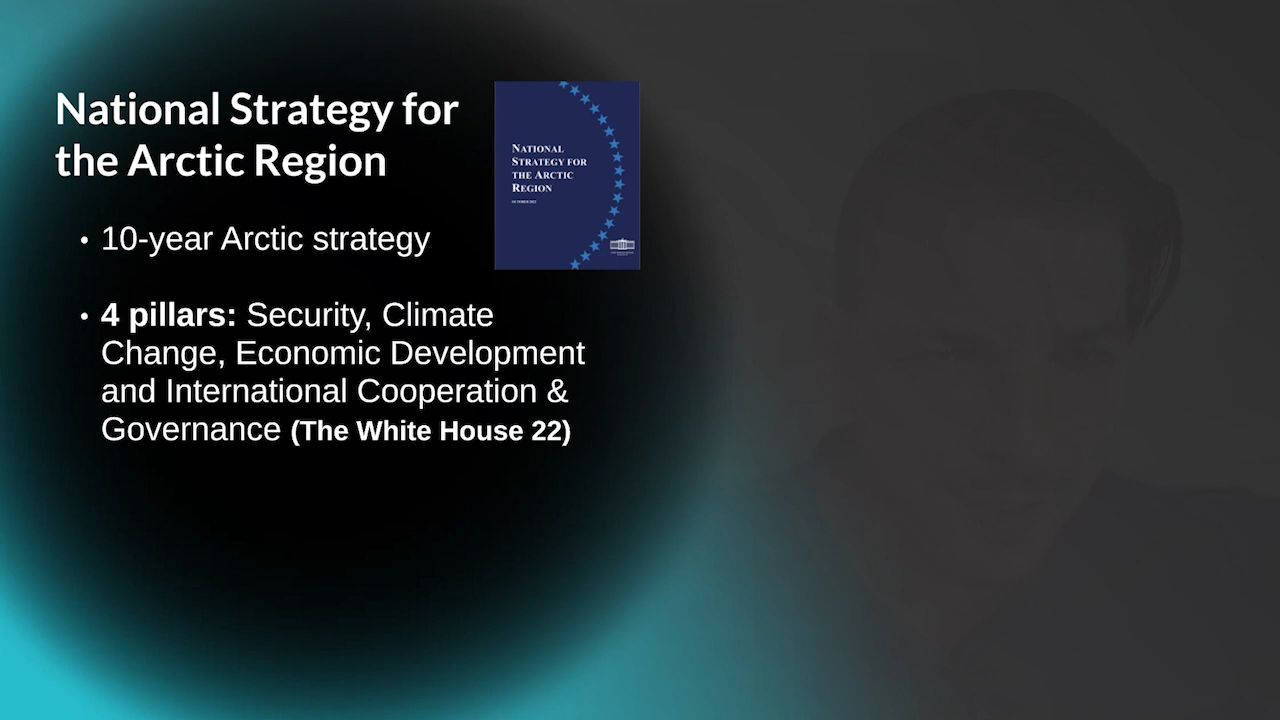 National Strategy for
the Arctic Region
• 10-year Arctic strategy
• 4 pillars: Security, Climate
Change, Economic Development
and International Cooperation &
Governance (The White House 22)
NATIONAL
STRATEGY FOR
THE ARCTIC
REGION